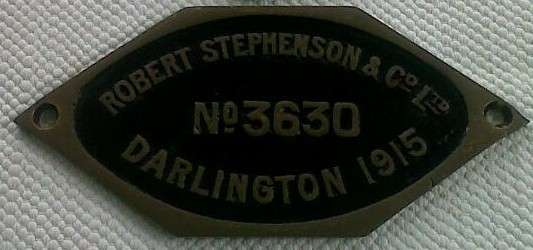 ROBERT STEPHENSON & Co. LTD
No 3630
DARLINGTON 1915